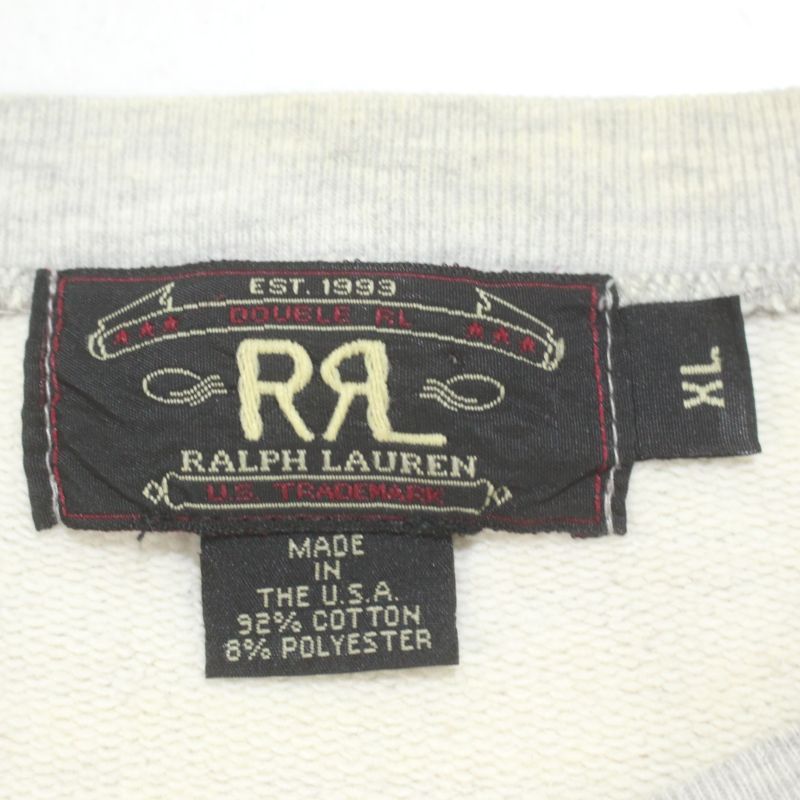 EST. 1993
DOUBLE RL
RRL
RALPH LAUREN
U.S. TRADEMARK
XL
MADE
IN
THE U.S.A.
92% COTTON
8% POLYESTER